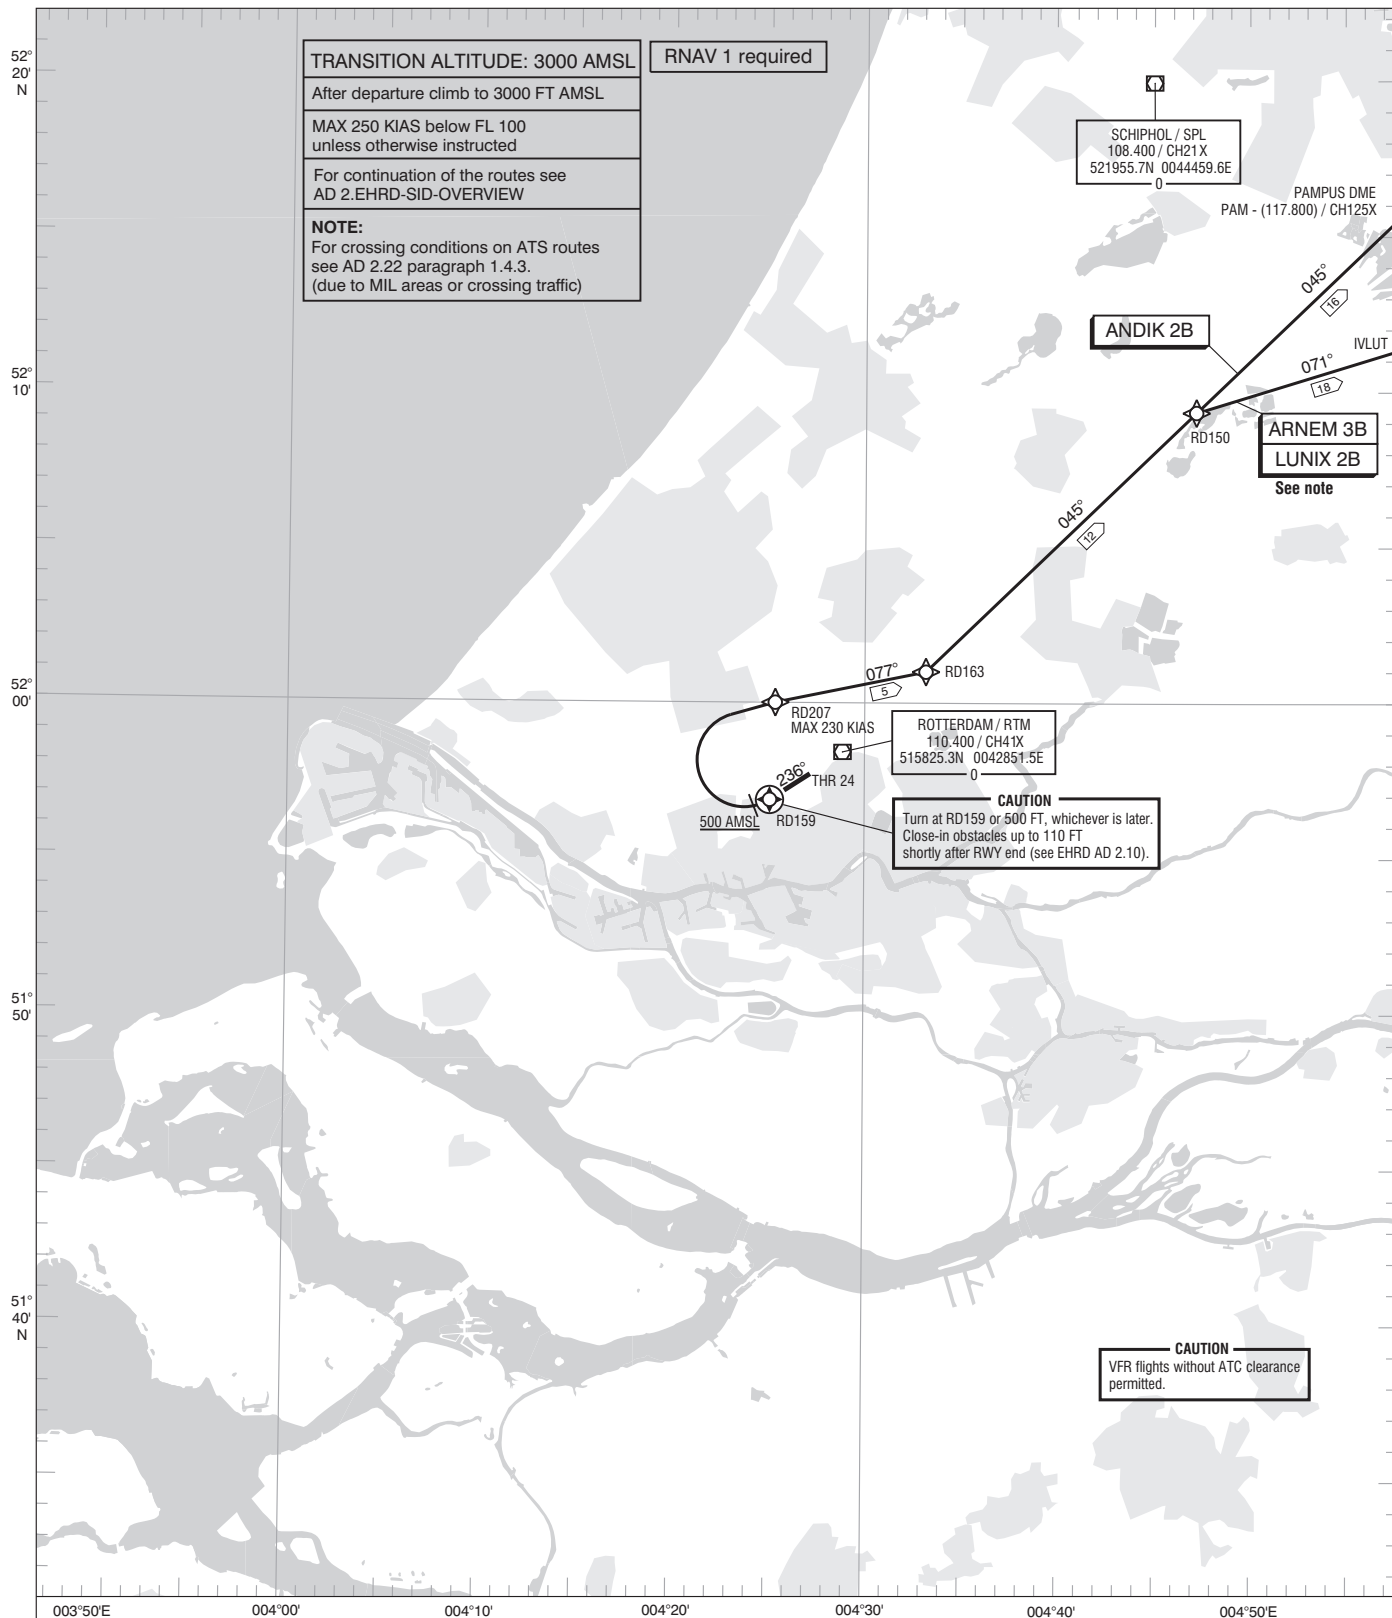 TRANSITION ALTITUDE: 3000 AMSL
After departure climb to 3000 FT AMSL
MAX 250 KIAS below FL 100
unless otherwise instructed
For continuation of the routes see
AD 2.EHRD-SID-OVERVIEW
NOTE:
For crossing conditions on ATS routes
see AD 2.22 paragraph 1.4.3.
(due to MIL areas or crossing traffic)
RNAV 1 required
52°
20'
N
SCHIPHOL / SPL
108.400 / CH21X
521955.7N 0044459.6E
0
PAMPUS DME
PAM - (117.800) / CH125X
045°
16
ANDIK 2B
IVLUT
071°
18
52°
10'
RD150
ARNEM 3B
LUNIX 2B
See note
045°
12
077°
5
RD163
52°
00'
RD207
MAX 230 KIAS
ROTTERDAM / RTM
110.400 / CH41X
515825.3N 0042851.5E
0
236°
THR 24
500 AMSL
RD159
CAUTION
Turn at RD159 or 500 FT, whichever is later.
Close-in obstacles up to 110 FT
shortly after RWY end (see EHRD AD 2.10).
51°
50'
51°
40'
N
CAUTION
VFR flights without ATC clearance
permitted.
003°50'E
004°00'
004°10'
004°20'
004°30'
004°40'
004°50'E